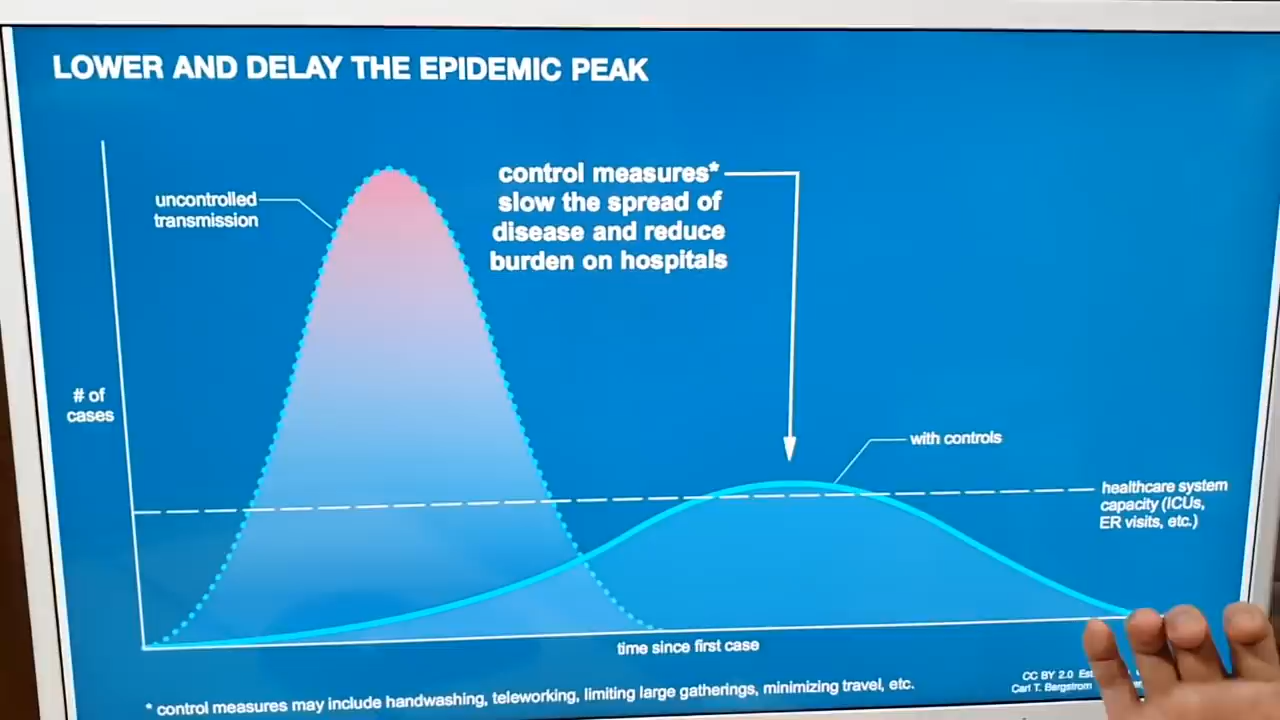 LOWER AND DELAY THE EPIDEMIC PEAK
uncontrolled
transmission
control measures*
slow the spread of
disease and reduce
burden on hospitals
# of
cases
with controls
healthcare system
capacity (ICUs,
ER visits, etc.)
time since first case
* control measures may include handwashing, teleworking, limiting large gatherings, minimizing travel, etc.
CC BY 2.0
Carl T. Bergstrom